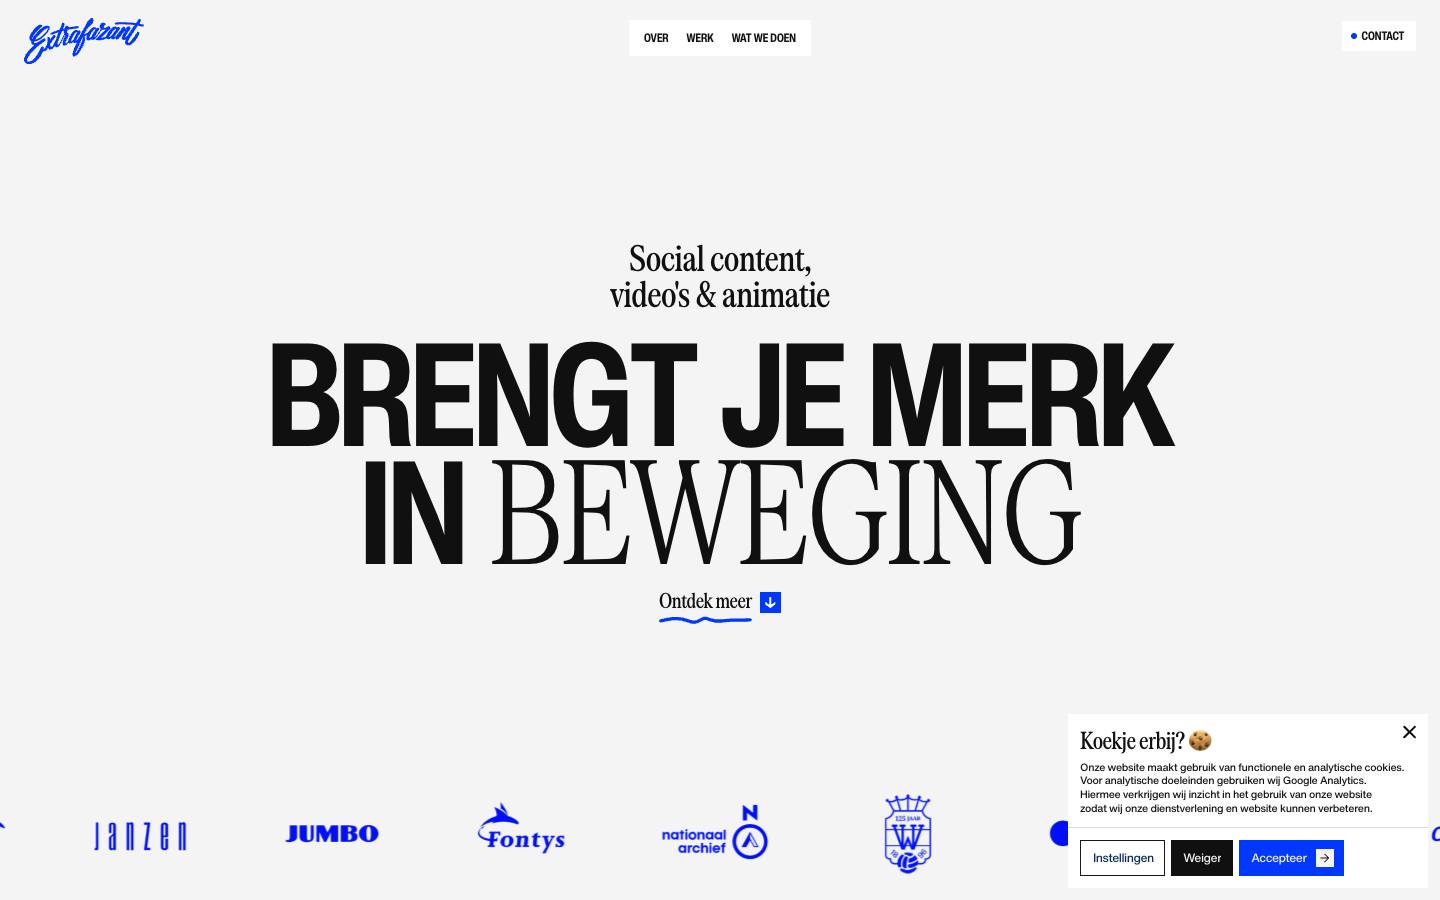 Extrafazant
OVER WERK WAT WE DOEN
CONTACT
Social content,
video's & animatie
BRENGT JE MERK
IN BEWEGING
Ontdek meer
Janzen
JUMBO
Fontys
N
nationaal
archief
125 JAAR
W
18 96
Koekje erbij?
Onze website maakt gebruik van functionele en analytische cookies.
Voor analytische doeleinden gebruiken wij Google Analytics.
Hiermee verkrijgen wij inzicht in het gebruik van onze website
zodat wij onze dienstverlening en website kunnen verbeteren.
Instellingen Weiger Accepteer